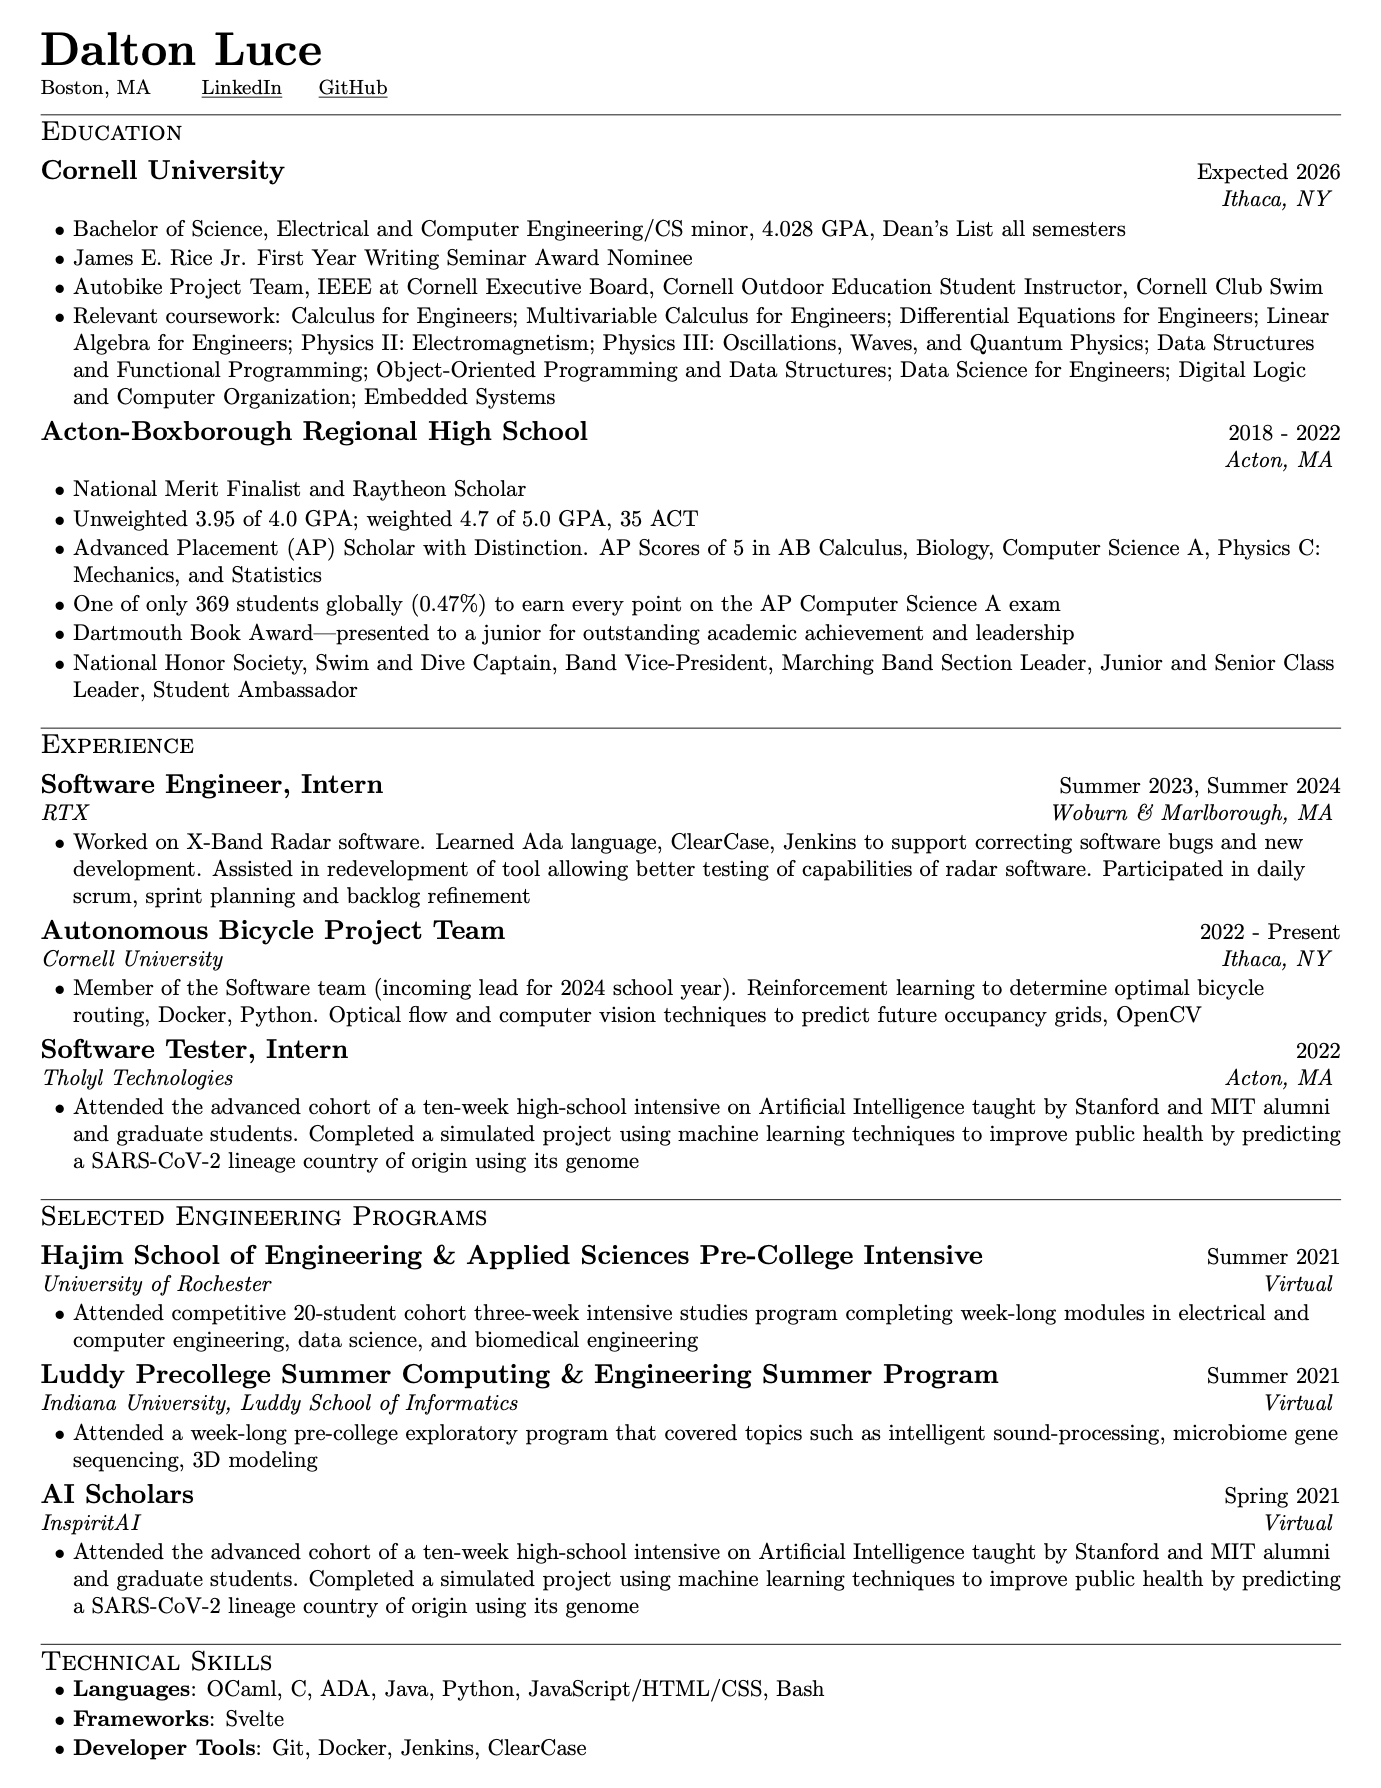 Dalton Luce
Boston, MA LinkedIn GitHub
Education
Cornell University Expected 2026
Ithaca, NY
• Bachelor of Science, Electrical and Computer Engineering/CS minor, 4.028 GPA, Dean's List all semesters
• James E. Rice Jr. First Year Writing Seminar Award Nominee
• Autobike Project Team, IEEE at Cornell Executive Board, Cornell Outdoor Education Student Instructor, Cornell Club Swim
• Relevant coursework: Calculus for Engineers; Multivariable Calculus for Engineers; Differential Equations for Engineers; Linear
Algebra for Engineers; Physics II: Electromagnetism; Physics III: Oscillations, Waves, and Quantum Physics; Data Structures
and Functional Programming; Object-Oriented Programming and Data Structures; Data Science for Engineers; Digital Logic
and Computer Organization; Embedded Systems
Acton-Boxborough Regional High School 2018 - 2022
Acton, MA
• National Merit Finalist and Raytheon Scholar
• Unweighted 3.95 of 4.0 GPA; weighted 4.7 of 5.0 GPA, 35 ACT
• Advanced Placement (AP) Scholar with Distinction. AP Scores of 5 in AB Calculus, Biology, Computer Science A, Physics C:
Mechanics, and Statistics
• One of only 369 students globally (0.47%) to earn every point on the AP Computer Science A exam
• Dartmouth Book Award—presented to a junior for outstanding academic achievement and leadership
• National Honor Society, Swim and Dive Captain, Band Vice-President, Marching Band Section Leader, Junior and Senior Class
Leader, Student Ambassador
Experience
Software Engineer, Intern Summer 2023, Summer 2024
RTX Woburn & Marlborough, MA
• Worked on X-Band Radar software. Learned Ada language, ClearCase, Jenkins to support correcting software bugs and new
development. Assisted in redevelopment of tool allowing better testing of capabilities of radar software. Participated in daily
scrum, sprint planning and backlog refinement
Autonomous Bicycle Project Team 2022 - Present
Cornell University Ithaca, NY
• Member of the Software team (incoming lead for 2024 school year). Reinforcement learning to determine optimal bicycle
routing, Docker, Python. Optical flow and computer vision techniques to predict future occupancy grids, OpenCV
Software Tester, Intern 2022
Tholyl Technologies Acton, MA
• Attended the advanced cohort of a ten-week high-school intensive on Artificial Intelligence taught by Stanford and MIT alumni
and graduate students. Completed a simulated project using machine learning techniques to improve public health by predicting
a SARS-CoV-2 lineage country of origin using its genome
Selected Engineering Programs
Hajim School of Engineering & Applied Sciences Pre-College Intensive Summer 2021
University of Rochester Virtual
• Attended competitive 20-student cohort three-week intensive studies program completing week-long modules in electrical and
computer engineering, data science, and biomedical engineering
Luddy Precollege Summer Computing & Engineering Summer Program Summer 2021
Indiana University, Luddy School of Informatics Virtual
• Attended a week-long pre-college exploratory program that covered topics such as intelligent sound-processing, microbiome gene
sequencing, 3D modeling
AI Scholars Spring 2021
InspiritAI Virtual
• Attended the advanced cohort of a ten-week high-school intensive on Artificial Intelligence taught by Stanford and MIT alumni
and graduate students. Completed a simulated project using machine learning techniques to improve public health by predicting
a SARS-CoV-2 lineage country of origin using its genome
Technical Skills
• Languages: OCaml, C, ADA, Java, Python, JavaScript/HTML/CSS, Bash
• Frameworks: Svelte
• Developer Tools: Git, Docker, Jenkins, ClearCase